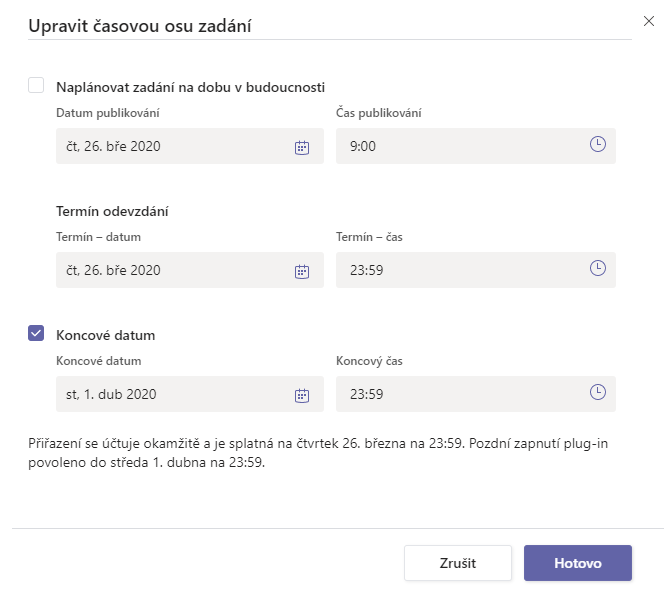 Upravit časovou osu zadání
Naplánovat zadání na dobu v budoucnosti
Datum publikování
Čas publikování
čt, 26. bře 2020
9:00
Termín odevzdání
Termín – datum
Termín – čas
čt, 26. bře 2020
23:59
Koncové datum
Koncové datum
Koncový čas
st, 1. dub 2020
23:59
Přiřazení se účtuje okamžitě a je splatná na čtvrtek 26. března na 23:59. Pozdní zapnutí plug-in
povoleno do středa 1. dubna na 23:59.
Zrušit
Hotovo